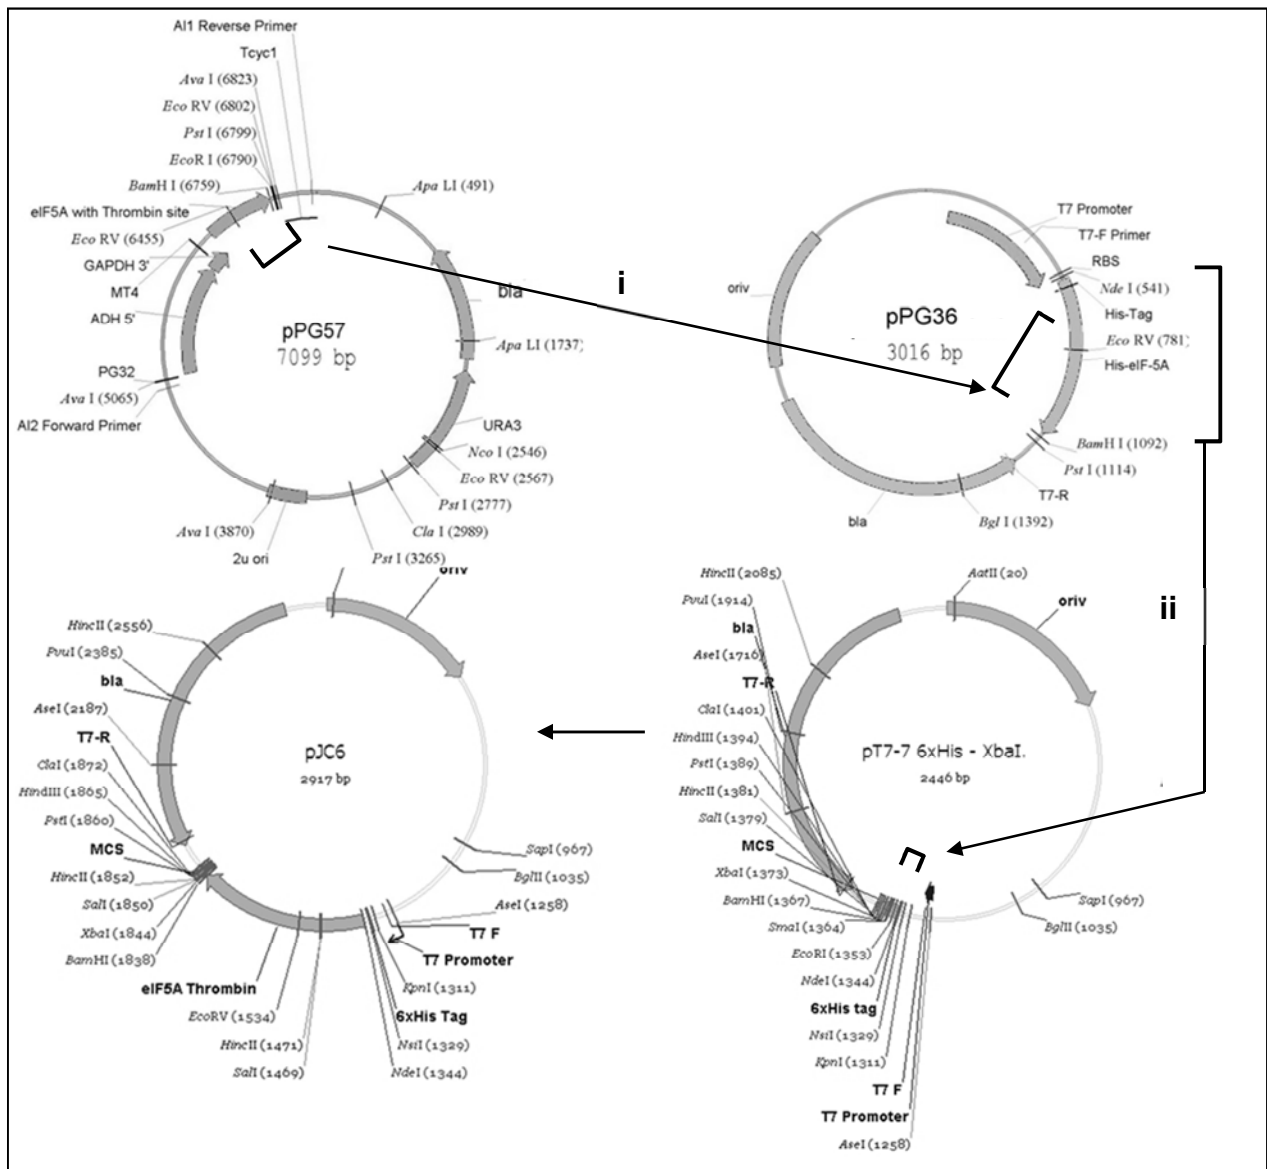 Al1 Reverse Primer
Tcyc1
Ava I (6823)
Eco RV (6802)
Pst I (6799)
EcoR I (6790)
BamH I (6759)
eIF5A with Thrombin site
Eco RV (6455)
GAPDH 3'
MT4
ADH 5'
PG32
Ava I (5065)
Al2 Forward Primer
Ava I (3870)
2u ori
Apa LI (491)
bla
Apa LI (1737)
URA3
Nco I (2546)
Eco RV (2567)
Pst I (2777)
Cla I (2989)
Pst I (3265)
pPG57
7099 bp
i
oriv
pPG36
3016 bp
T7 Promoter
T7-F Primer
RBS
Nde I (541)
His-Tag
Eco RV (781)
His-eIF-5A
BamH I (1092)
Pst I (1114)
T7-R
Bgl I (1392)
bla
ii
oriv
HincII (2556)
PvuI (2385)
bla
AseI (2187)
T7-R
ClaI (1872)
HindIII (1865)
PstI (1860)
MCS
HincII (1852)
SalI (1850)
XbaI (1844)
BamHI (1838)
eIF5A Thrombin
EcoRV (1534)
HincII (1471)
SalI (1469)
pJC6
2917 bp
SapI (967)
BglII (1035)
AseI (1258)
T7 F
T7 Promoter
KpnI (1311)
6xHis Tag
NsiI (1329)
NdeI (1344)
HincII (2085)
PvuI (1914)
bla
AseI (1716)
T7-R
ClaI (1401)
HindIII (1394)
PstI (1389)
HincII (1381)
SalI (1379)
MCS
XbaI (1373)
BamHI (1367)
SmaI (1364)
EcoRI (1353)
NdeI (1344)
6xHis tag
NsiI (1329)
KpnI (1311)
T7 F
T7 Promoter
AseI (1258)
AatII (20)
oriv
pT7-7 6xHis - XbaI.
2446 bp
SapI (967)
BglII (1035)